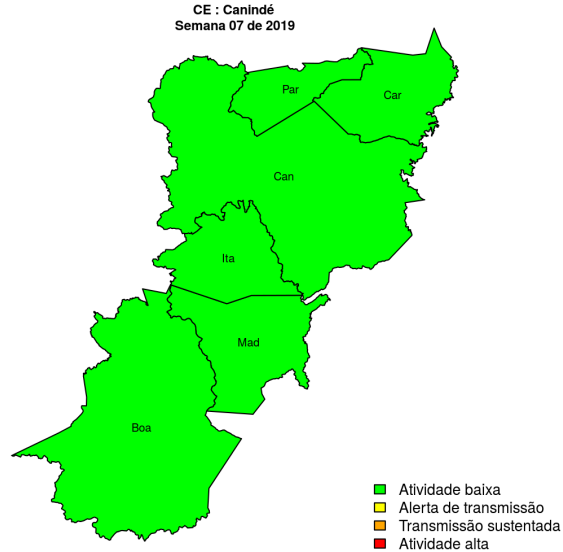 CE : Canindé
Semana 07 de 2019
Par
Car
Can
Ita
Mad
Boa
Atividade baixa
Alerta de transmissão
Transmissão sustentada
Atividade alta